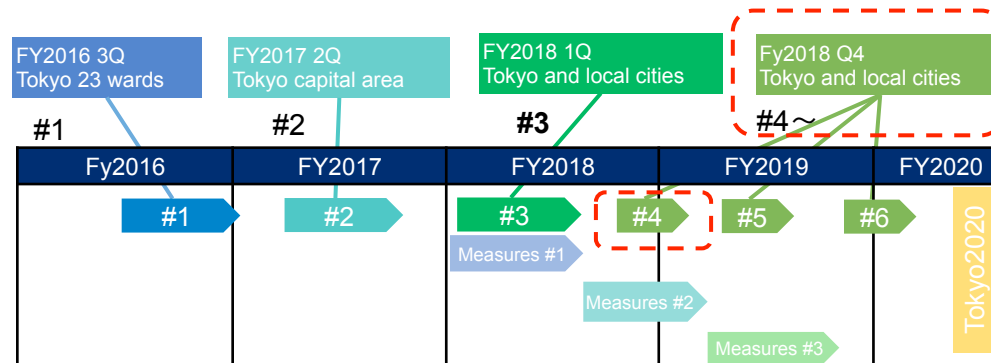 FY2016 3Q
Tokyo 23 wards
FY2017 2Q
Tokyo capital area
FY2018 1Q
Tokyo and local cities
Fy2018 Q4
Tokyo and local cities
#1
#2
#3
#4～
Fy2016
FY2017
FY2018
FY2019
FY2020
#1
#2
#3
#4
#5
#6
Measures #1
Measures #2
Measures #3
Tokyo2020